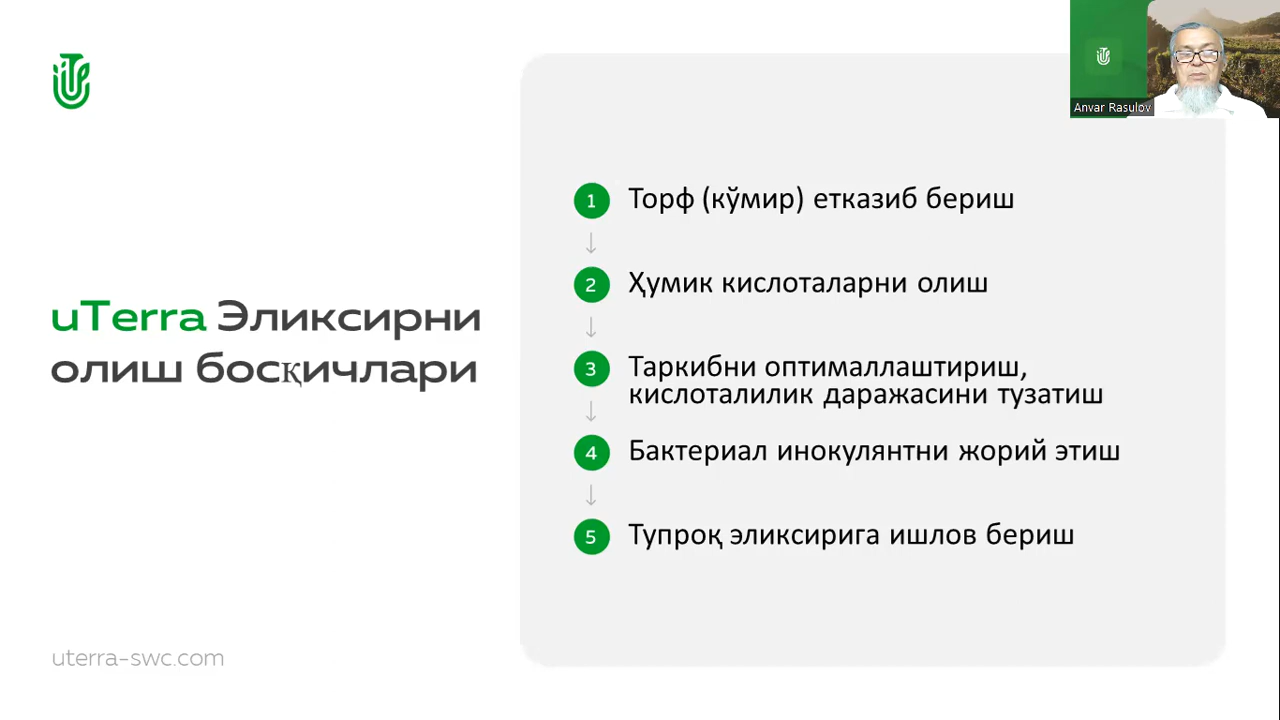 Anvar Rasulov
uTerra Эликсирни
олиш босқичлари
1 Торф (кўмир) етказиб бериш
2 Ҳумик кислоталарни олиш
3 Таркибни оптималлаштириш,
кислоталилик даражасини тузатиш
4 Бактериал инокулянтни жорий этиш
5 Тупроқ эликсирига ишлов бериш
uterra-swc.com